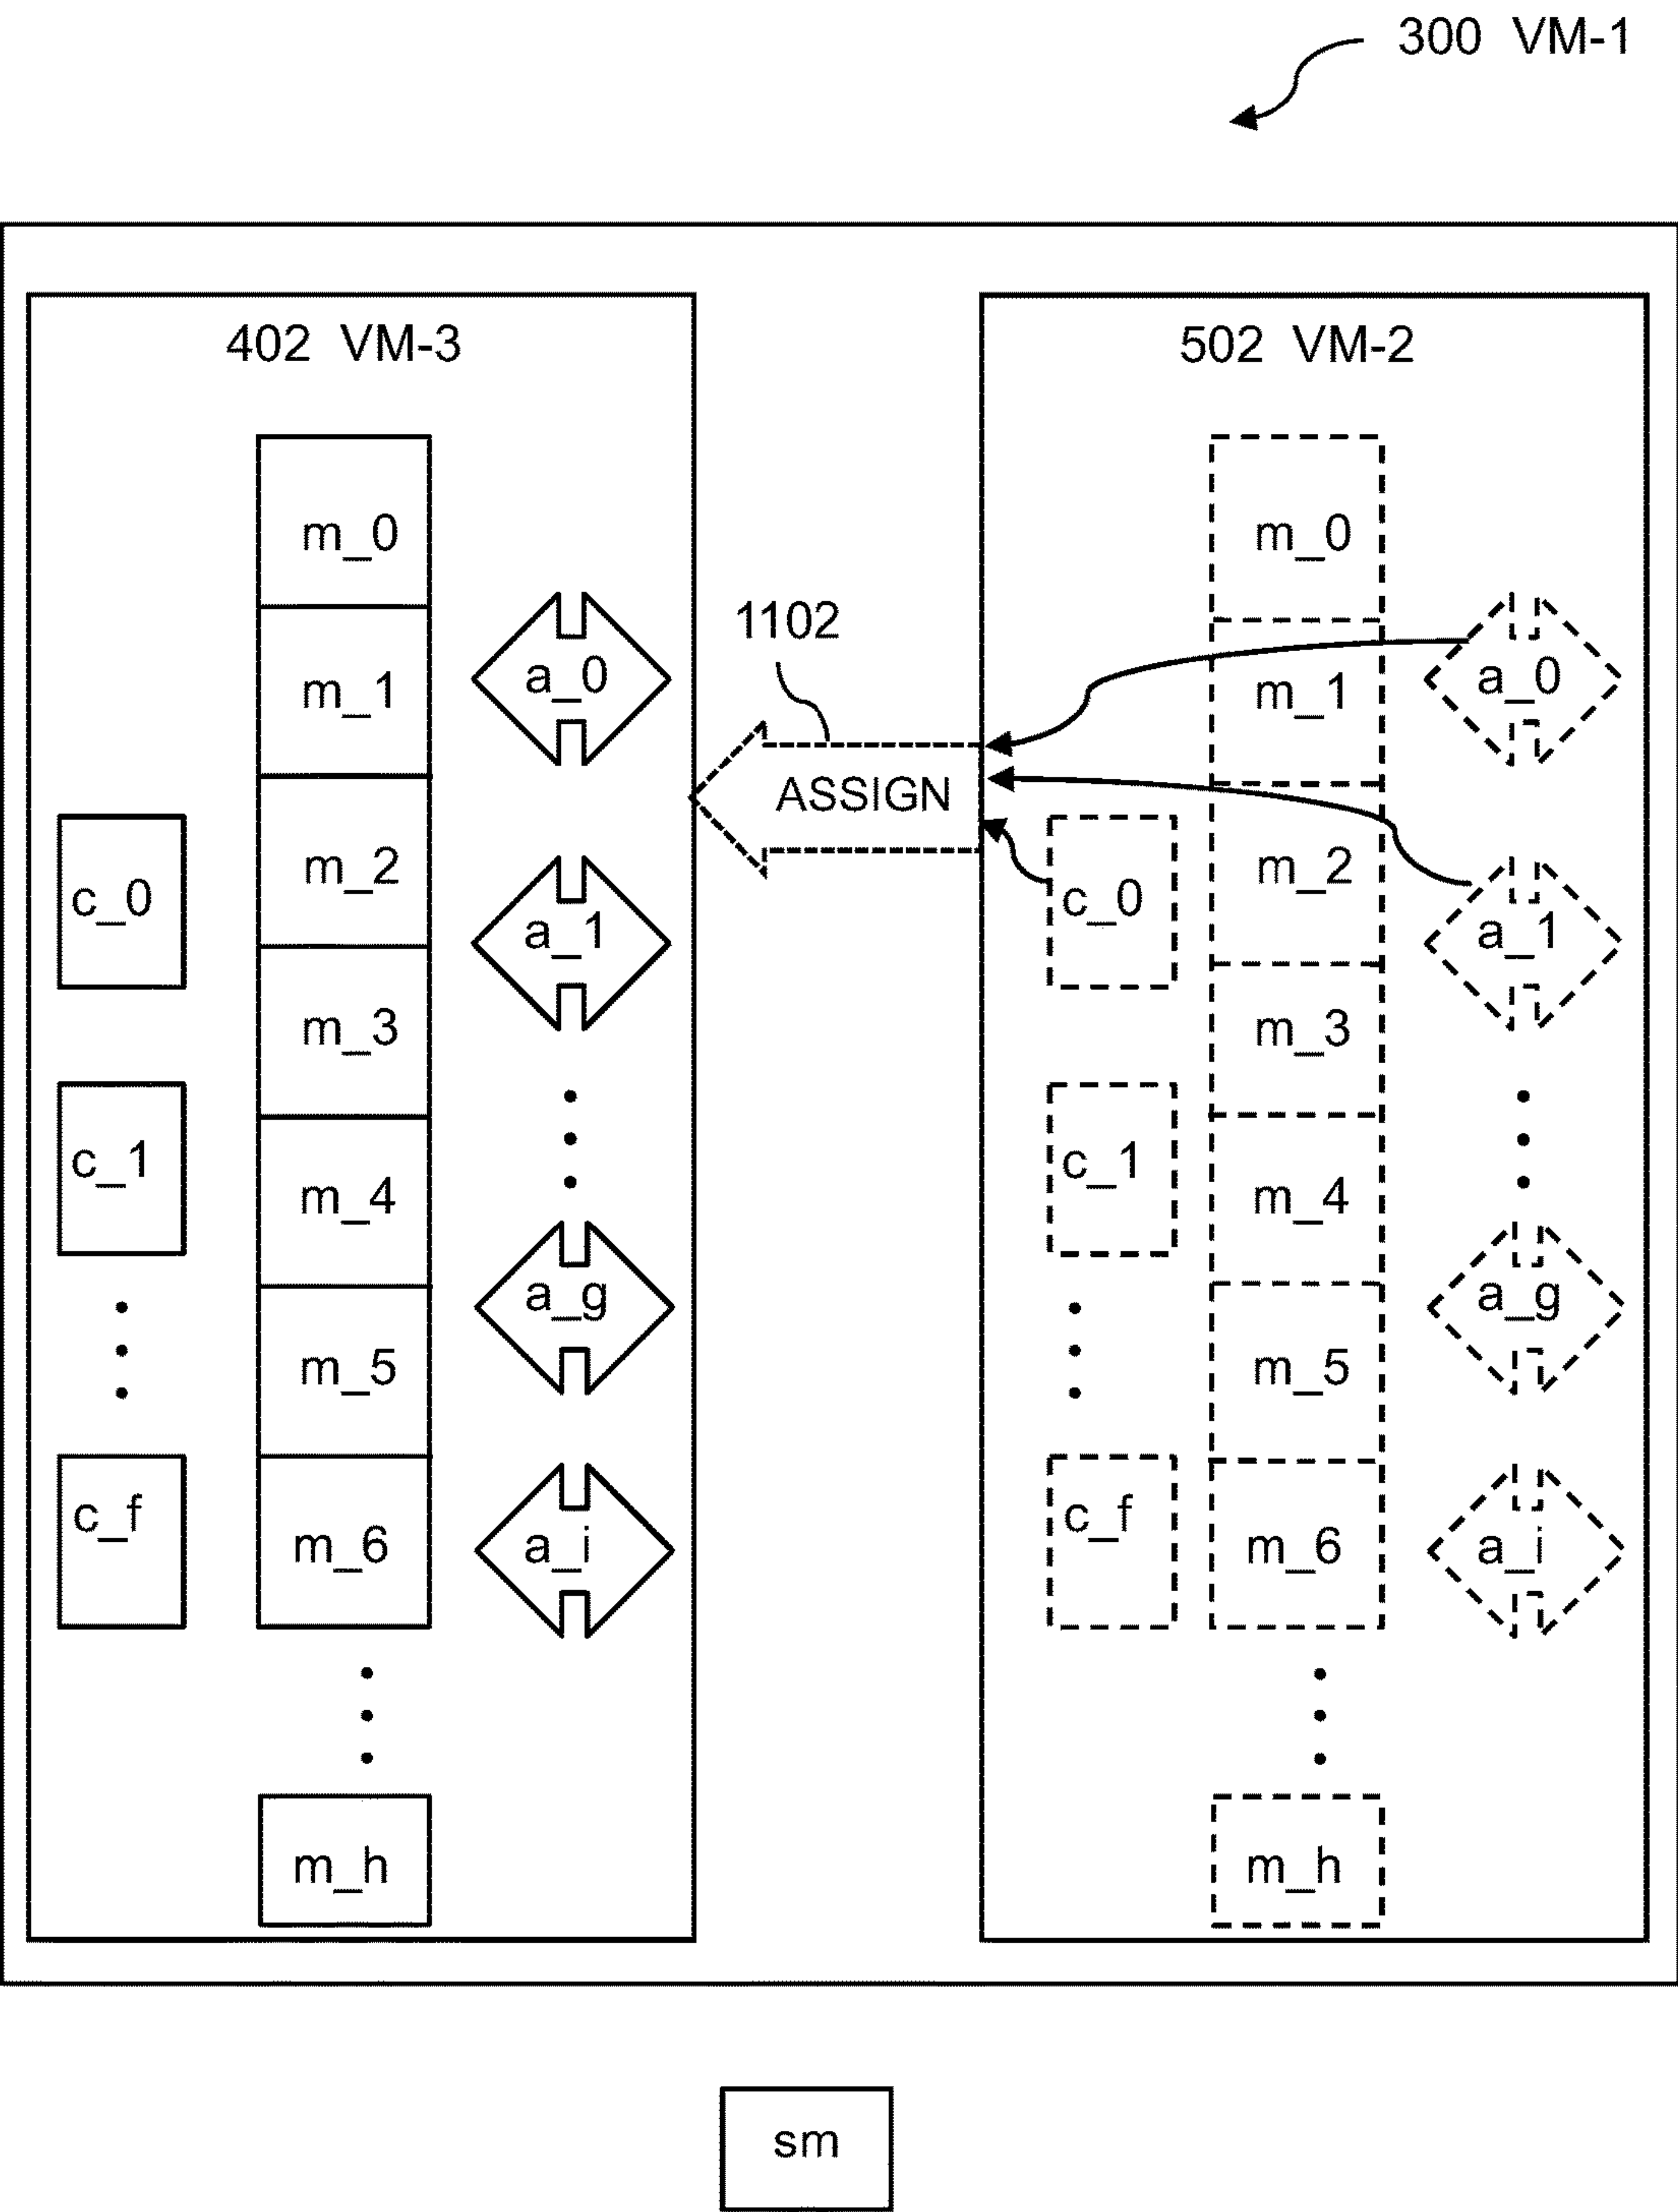 300 VM-1
402 VM-3
m_0
m_1
m_2
m_3
m_4
m_5
m_6
m_h
c_0
c_1
c_f
a_0
a_1
a_g
a_i
1102
ASSIGN
502 VM-2
c_0
c_1
c_f
m_0
m_1
m_2
m_3
m_4
m_5
m_6
m_h
a_0
a_1
a_g
a_i
sm